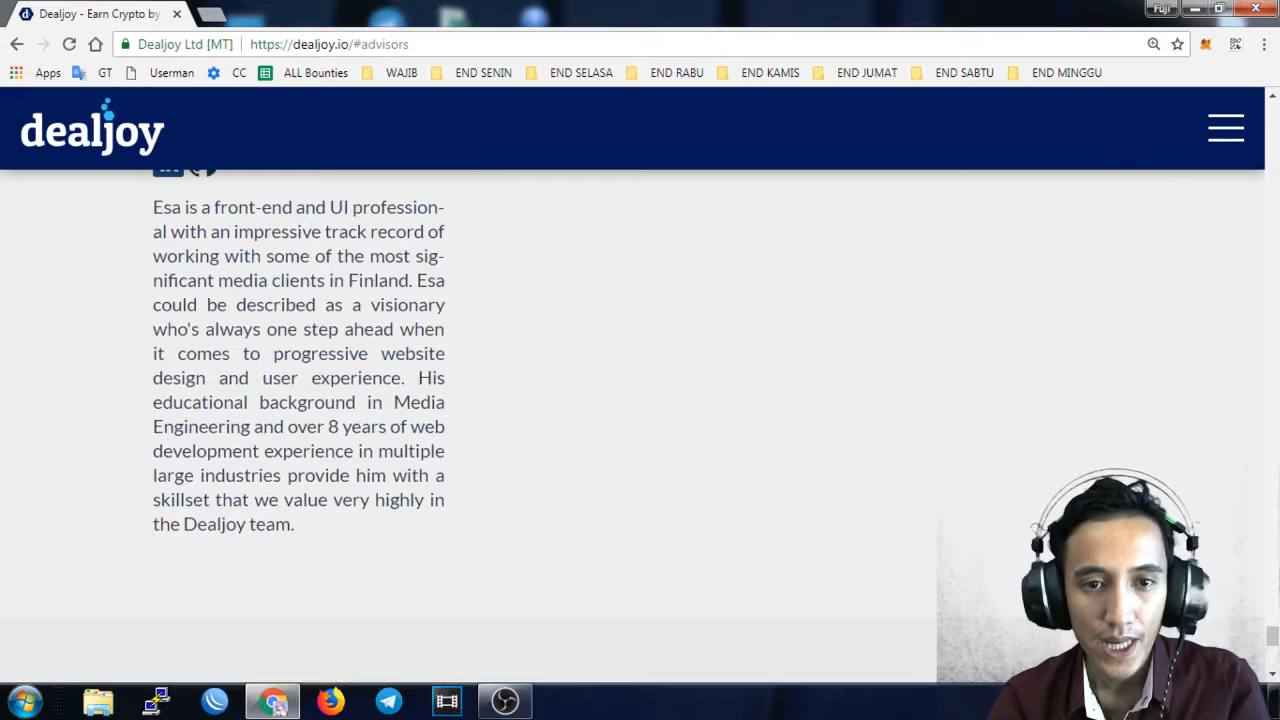 Dealjoy - Earn Crypto by
Fuji
Dealjoy Ltd [MT]
https://dealjoy.io/#advisors
Apps
GT
Userman
CC
ALL Bounties
WAJIB
END SENIN
END SELASA
END RABU
END KAMIS
END JUMAT
END SABTU
END MINGGU
dealjoy
Esa is a front-end and UI profession-
al with an impressive track record of
working with some of the most sig-
nificant media clients in Finland. Esa
could be described as a visionary
who's always one step ahead when
it comes to progressive website
design and user experience. His
educational background in Media
Engineering and over 8 years of web
development experience in multiple
large industries provide him with a
skillset that we value very highly in
the Dealjoy team.